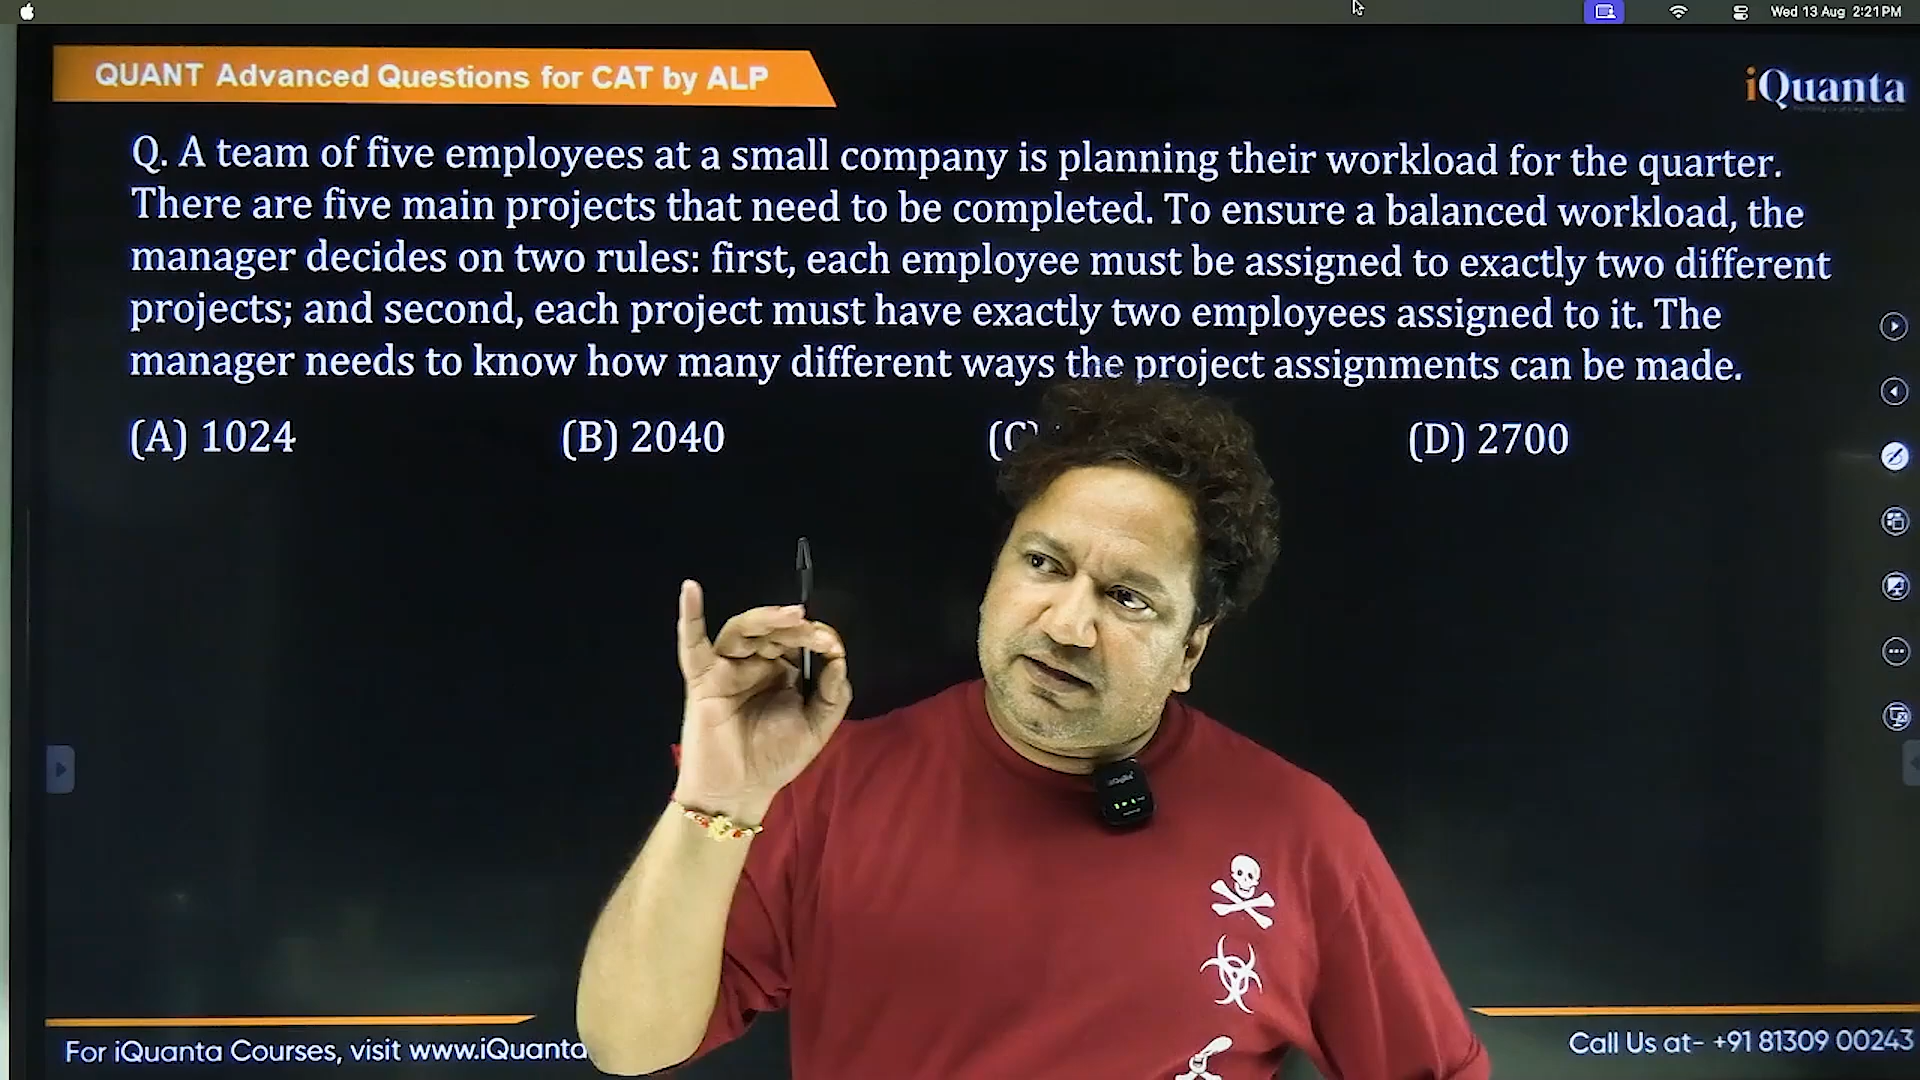 Wed 13 Aug 2:21 PM
QUANT Advanced Questions for CAT by ALP
iQuanta
Q. A team of five employees at a small company is planning their workload for the quarter.
There are five main projects that need to be completed. To ensure a balanced workload, the
manager decides on two rules: first, each employee must be assigned to exactly two different
projects; and second, each project must have exactly two employees assigned to it. The
manager needs to know how many different ways the project assignments can be made.
(A) 1024 (B) 2040 (C) (D) 2700
For iQuanta Courses, visit www.iQuanta
Call Us at- +91 81309 00243